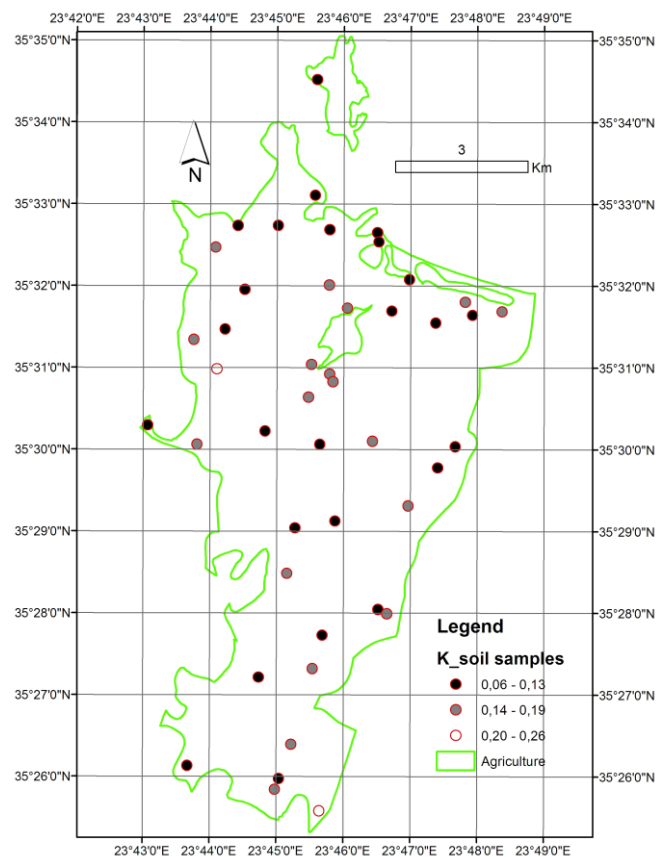 23°42'0"E 23°44'0"E 23°45'0"E 23°46'0"E 23°47'0"E 23°48'0"E 23°49'0"E
35°35'0"N 35°35'0"N
35°34'0"N 35°34'0"N
3
Km
N
35°33'0"N 35°33'0"N
35°32'0"N 35°32'0"N
35°31'0"N 35°31'0"N
35°30'0"N 35°30'0"N
35°29'0"N 35°29'0"N
35°28'0"N 35°28'0"N
Legend
K_soil samples
35°27'0"N 35°27'0"N
0,06 - 0,13
0,14 - 0,19
0,20 - 0,26
Agriculture
35°26'0"N 35°26'0"N
23°43'0"E 23°44'0"E 23°45'0"E 23°46'0"E 23°47'0"E 23°48'0"E 23°49'0"E